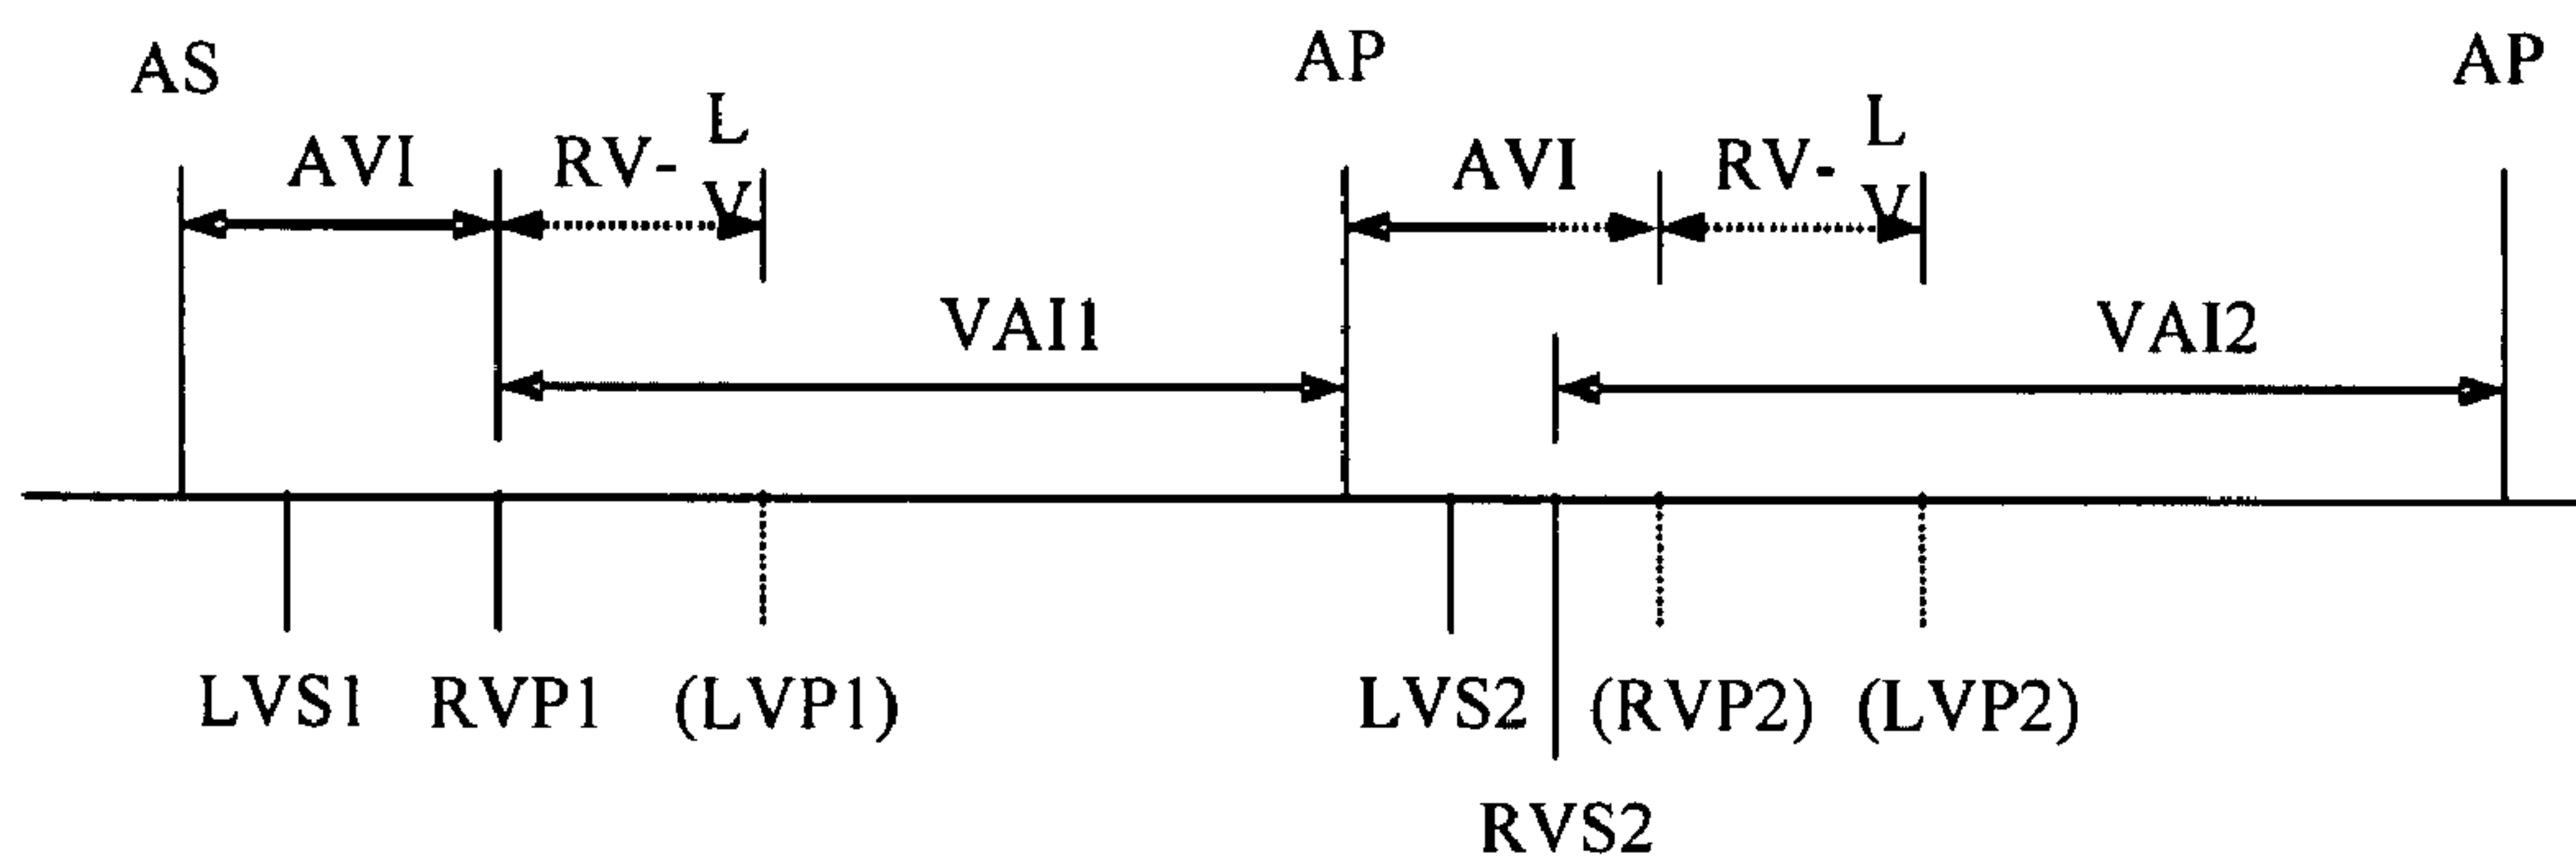 AS
AP
AP
AVI
RV-
L
V
AVI
RV-
L
V
VAI1
VAI2
LVS1
RVP1
(LVP1)
LVS2
(RVP2)
(LVP2)
RVS2